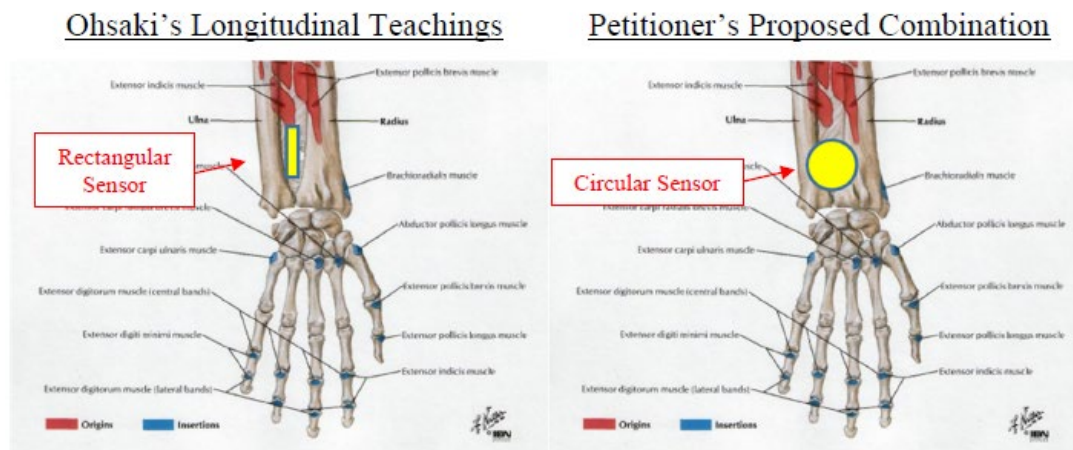 Ohsaki's Longitudinal Teachings
Extensor indicis muscle
Extensor pollicis brevis muscle
Ulna
Radius
Rectangular
Sensor
muscle
Brachioradialis muscle
Abductor pollicis longus muscle
Extensor carpi ulnaris muscle
Extensor digitorum muscle (central bands)
Extensor pollicis brevis muscle
Extensor digiti minimi muscle
Extensor pollicis longus muscle
Extensor digitorum muscle (lateral bands)
Extensor indicis muscle
Origins
Insertions
Petitioner's Proposed Combination
Extensor indicis muscle
Extensor pollicis brevis muscle
Ulna
Radius
Circular Sensor
Brachioradialis muscle
Abductor pollicis longus muscle
Extensor carpi ulnaris muscle
Extensor digitorum muscle (central bands)
Extensor pollicis brevis muscle
Extensor digiti minimi muscle
Extensor pollicis longus muscle
Extensor digitorum muscle (lateral bands)
Extensor indicis muscle
Origins
Insertions